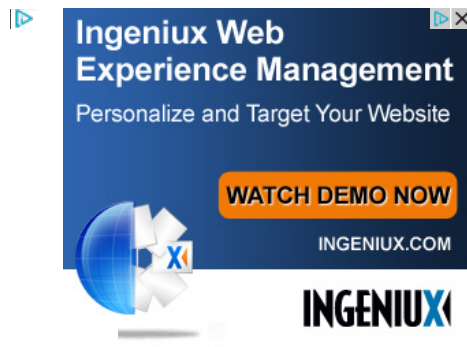 Ingeniux Web
Experience Management
Personalize and Target Your Website
WATCH DEMO NOW
INGENIUX.COM
X
INGENIUX